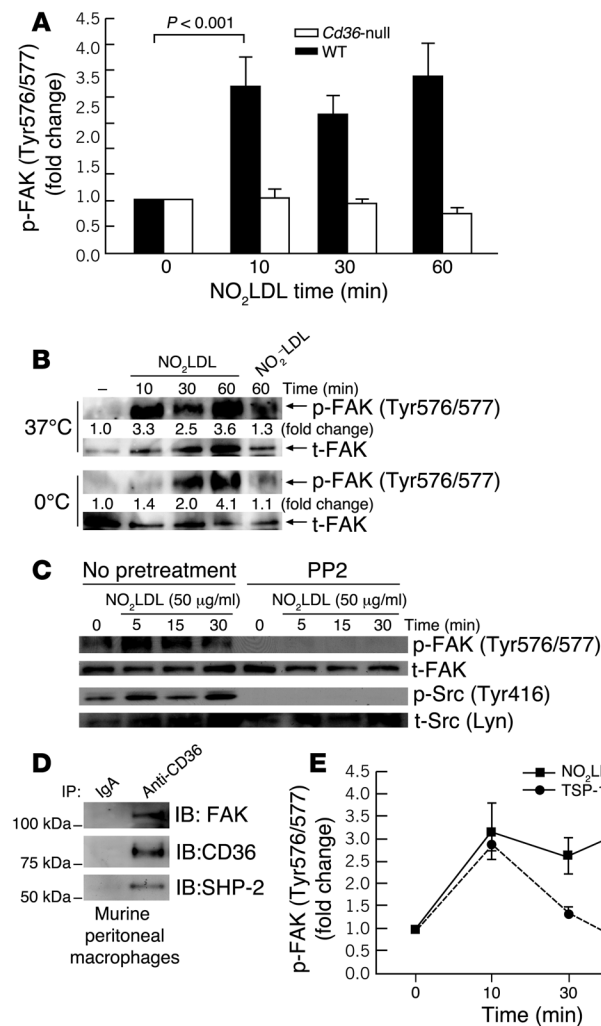 A
P < 0.001
Cd36-null
WT
p-FAK (Tyr576/577)
(fold change)
4.5
4.0
3.5
3.0
2.5
2.0
1.5
1.0
0.5
0.0
0 10 30 60
NO2LDL time (min)
B
NO2LDL
NO2-LDL
– 10 30 60 60 Time (min)
37°C
p-FAK (Tyr576/577)
1.0 3.3 2.5 3.6 1.3 (fold change)
t-FAK
0°C
p-FAK (Tyr576/577)
1.0 1.4 2.0 4.1 1.1 (fold change)
t-FAK
C
No pretreatment PP2
NO2LDL (50 μg/ml) NO2LDL (50 μg/ml)
0 5 15 30 0 5 15 30 Time (min)
p-FAK (Tyr576/577)
t-FAK
p-Src (Tyr416)
t-Src (Lyn)
D
IP: IgA Anti-CD36
100 kDa IB: FAK
75 kDa IB:CD36
50 kDa IB:SHP-2
Murine
peritoneal
macrophages
E
NO2L
TSP-1
p-FAK (Tyr576/577)
(fold change)
4.5
4.0
3.5
3.0
2.5
2.0
1.5
1.0
0.5
0.0
0 10 30
Time (min)